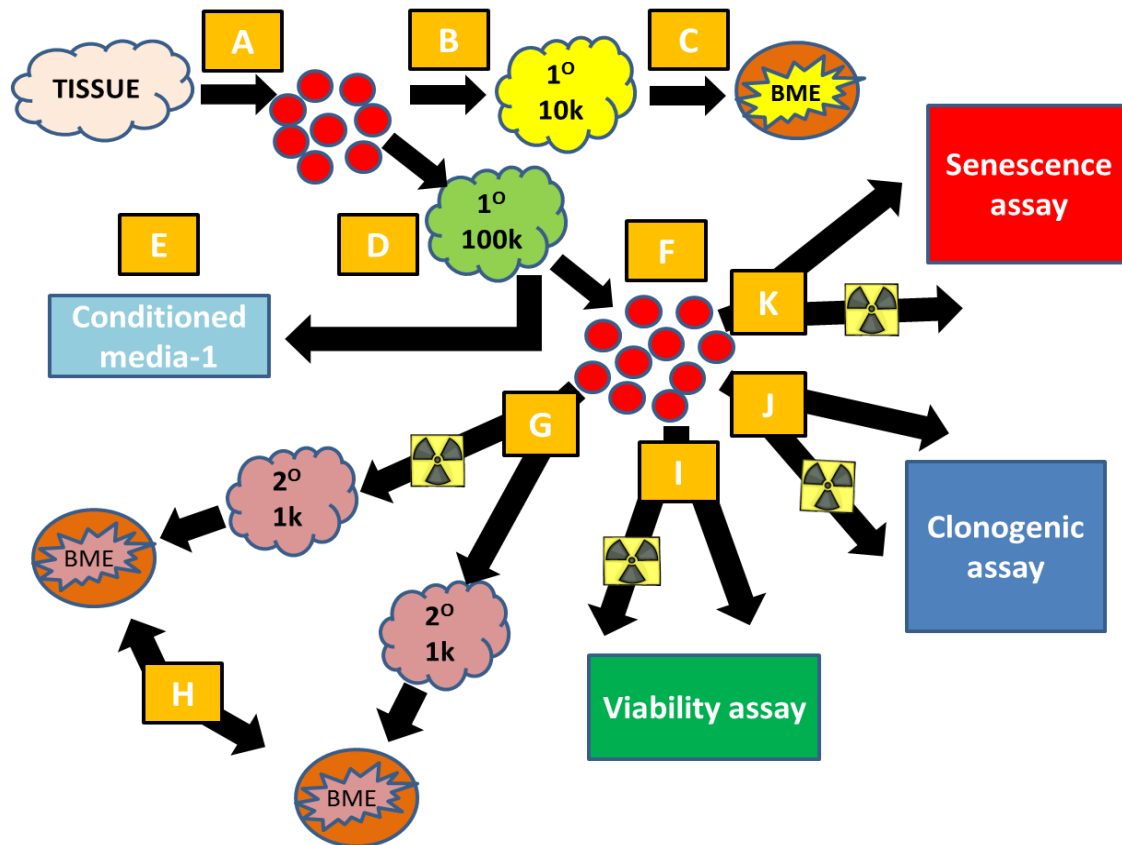 A
B
C
TISSUE
1O
10k
BME
Senescence
assay
1O
100k
E
D
F
Conditioned
media-1
K
J
G
I
2O
1k
BME
Clonogenic
assay
2O
1k
H
Viability assay
BME